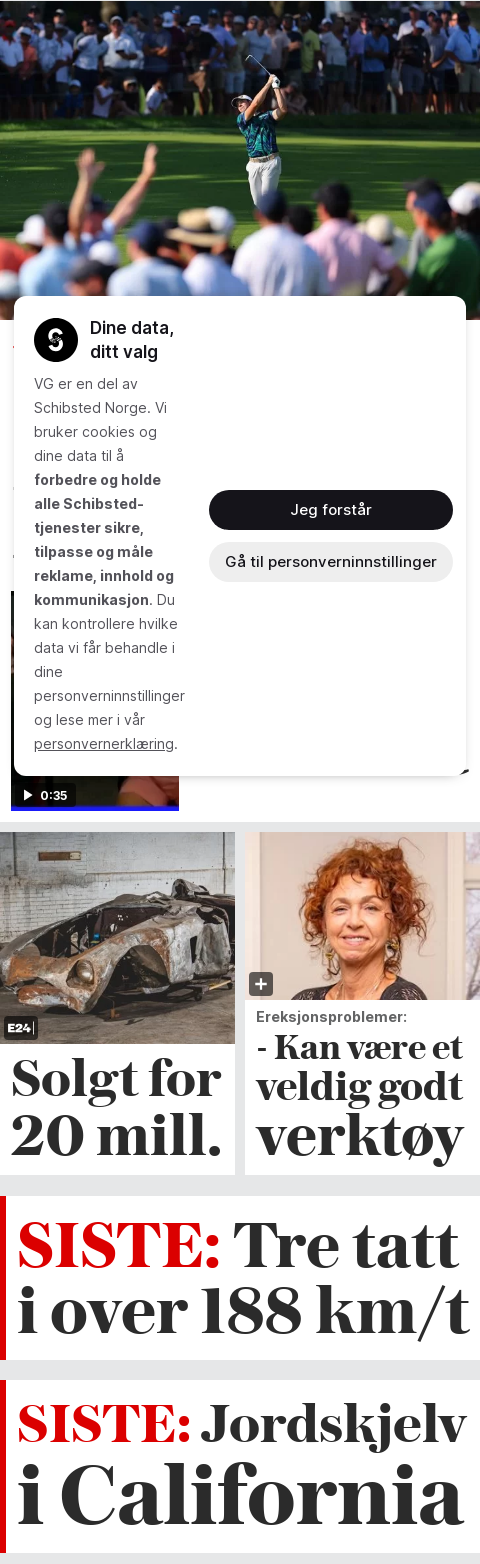 Dine data,
ditt valg
VG er en del av
Schibsted Norge. Vi
bruker cookies og
dine data til å
forbedre og holde
alle Schibsted-
tjenester sikre,
tilpasse og måle
reklame, innhold og
kommunikasjon. Du
kan kontrollere hvilke
data vi får behandle i
dine
personverninnstillinger
og lese mer i vår
personvernerklæring.
Jeg forstår
Gå til personverninnstillinger
0:35
E24
Solgt for
20 mill.
Ereksjonsproblemer:
- Kan være et
veldig godt
verktøy
SISTE: Tre tatt
i over 188 km/t
SISTE: Jordskjelv
i California